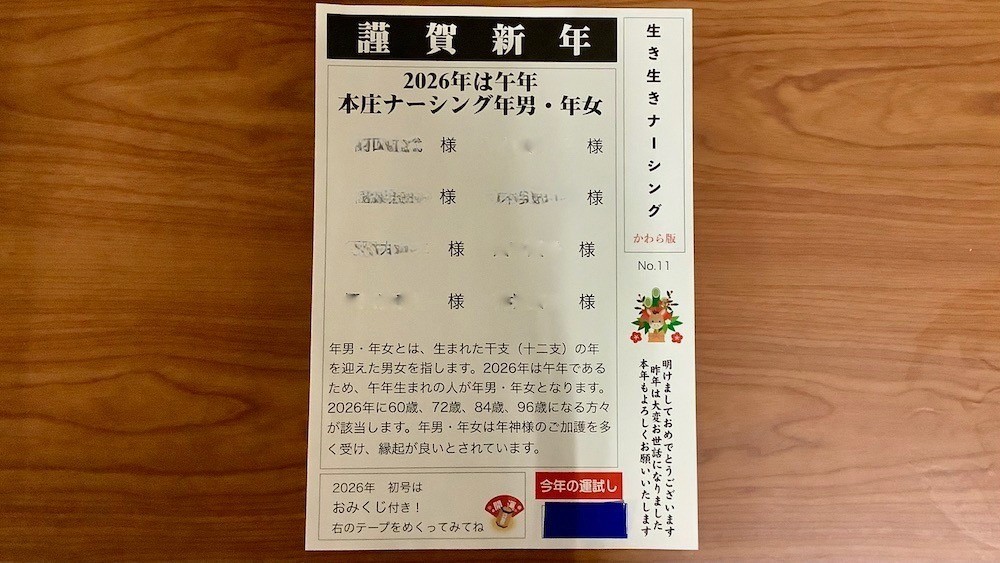 謹賀新年
2026年は午年
本庄ナーシング年男・年女
様 様
様 様
様 様
様 様
年男・年女とは、生まれた干支（十二支）の年
を迎えた男女を指します。2026年は午年である
ため、午年生まれの人が年男・年女となります。
2026年に60歳、72歳、84歳、96歳になる方々
が該当します。年男・年女は年神様のご加護を多
く受け、縁起が良いとされています。
2026年　初号は
おみくじ付き！
右のテープをめくってみてね
開運
今年の運試し
生き生きナーシング
かわら版
No.11
明けましておめでとうございます
昨年は大変お世話になりました
本年もよろしくお願いいたします